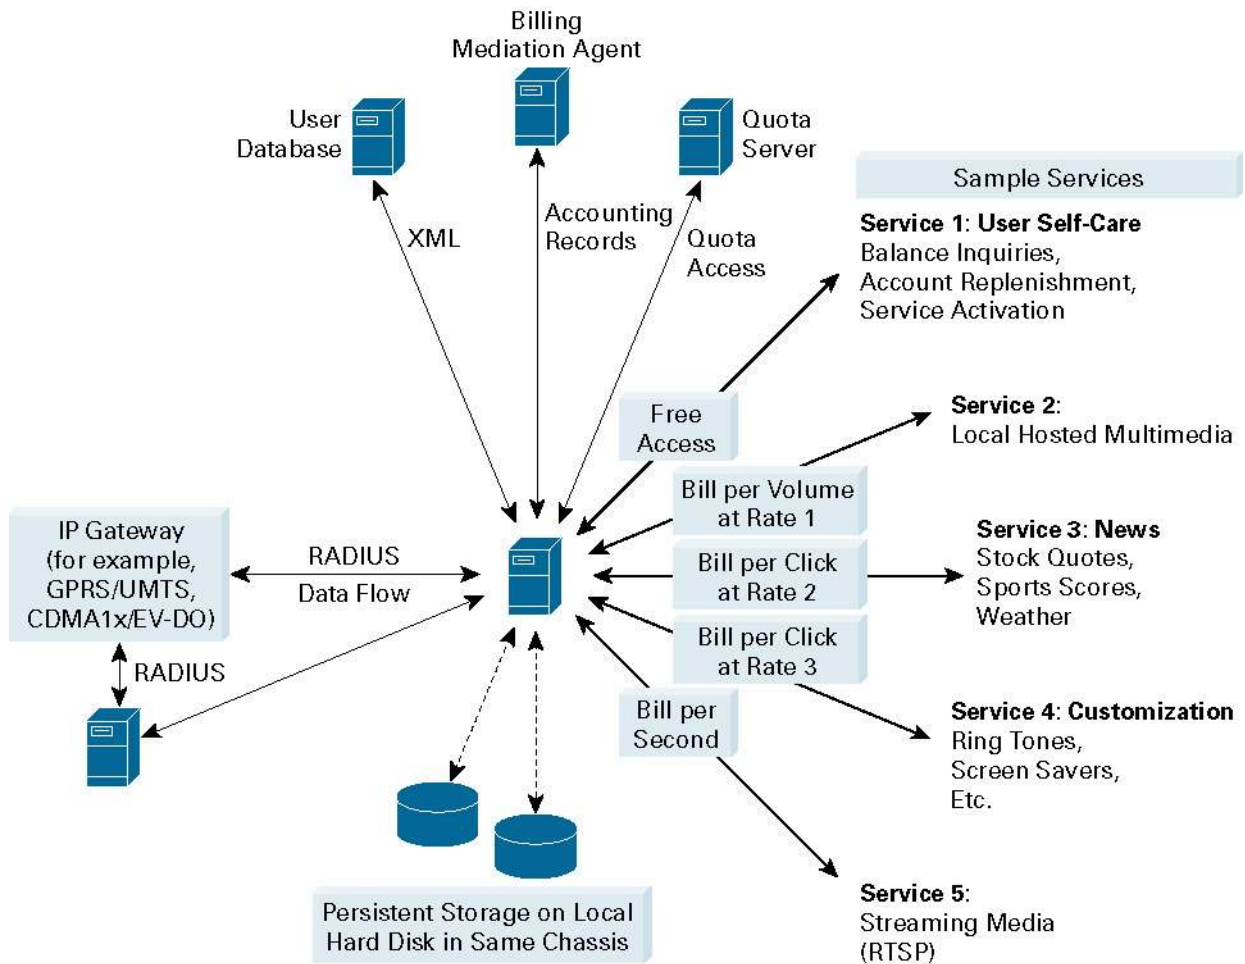 Billing
Mediation Agent
User
Database
Quota
Server
XML
Accounting
Records
Quota
Access
Sample Services
Service 1: User Self-Care
Balance Inquiries,
Account Replenishment,
Service Activation
Free
Access
Service 2:
Local Hosted Multimedia
Bill per Volume
at Rate 1
IP Gateway
(for example,
GPRS/UMTS,
CDMA1x/EV-DO)
RADIUS
Data Flow
Bill per Click
at Rate 2
Service 3: News
Stock Quotes,
Sports Scores,
Weather
RADIUS
Bill per Click
at Rate 3
Bill per
Second
Service 4: Customization
Ring Tones,
Screen Savers,
Etc.
Persistent Storage on Local
Hard Disk in Same Chassis
Service 5:
Streaming Media
(RTSP)